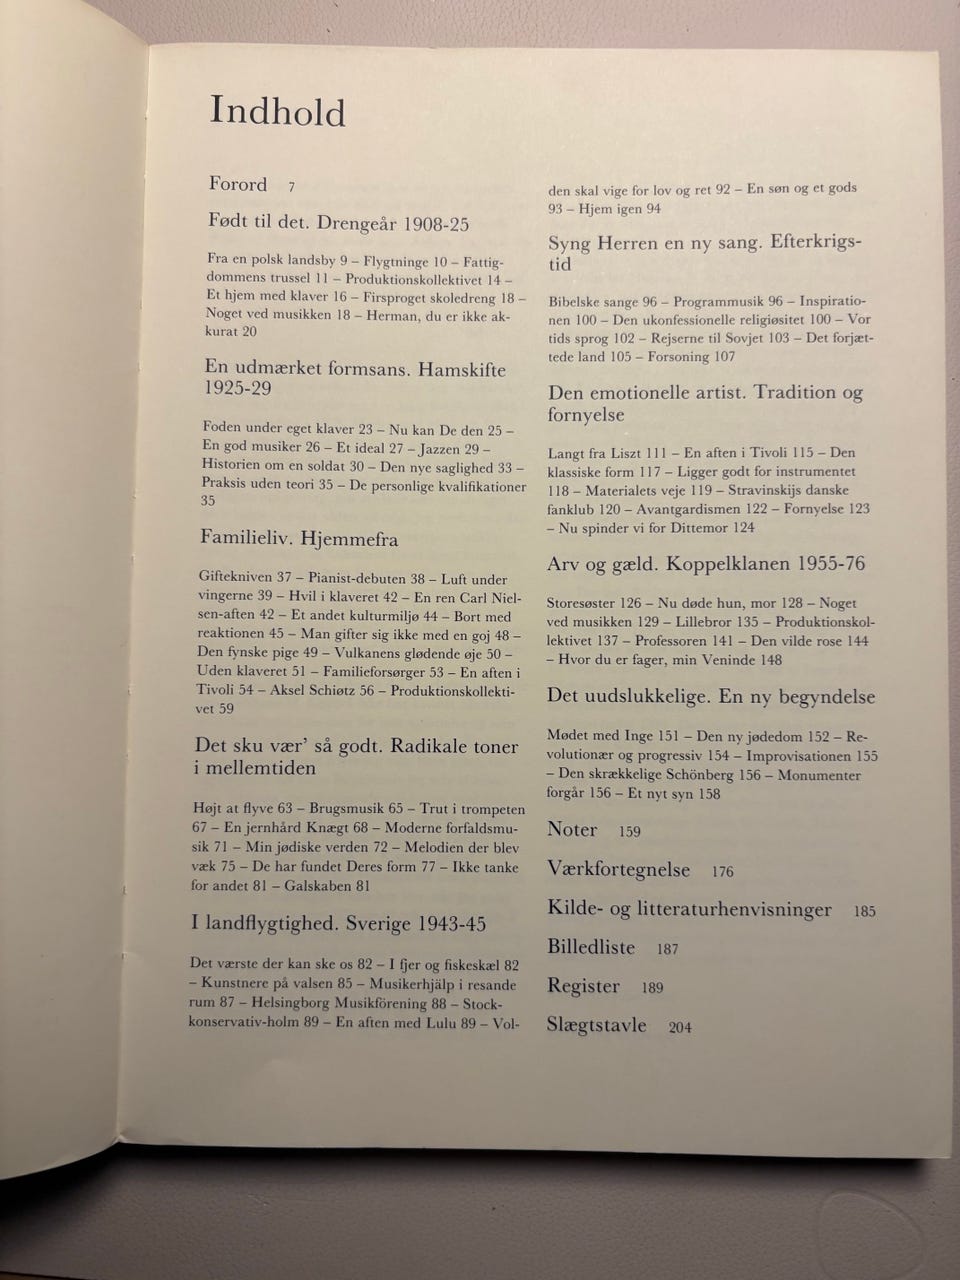 Indhold
Forord 7
Født til det. Drengeår 1908-25
Fra en polsk landsby 9 – Flygtninge 10 – Fattig-
dommens trussel 11 – Produktionskollektivet 14 –
Et hjem med klaver 16 – Firsproget skoledreng 18 –
Noget ved musikken 18 – Herman, du er ikke ak-
kurat 20
En udmærket formsans. Hamskifte
1925-29
Foden under eget klaver 23 – Nu kan De den 25 –
En god musiker 26 – Et ideal 27 – Jazzen 29 –
Historien om en soldat 30 – Den nye saglighed 33 –
Praksis uden teori 35 – De personlige kvalifikationer
35
Familieliv. Hjemmefra
Giftekniven 37 – Pianist-debuten 38 – Luft under
vingerne 39 – Hvil i klaveret 42 – En ren Carl Niel-
sen-aften 42 – Et andet kulturmiljø 44 – Bort med
reaktionen 45 – Man gifter sig ikke med en goj 48 –
Den fynske pige 49 – Vulkanens glødende øje 50 –
Uden klaveret 51 – Familieforsørger 53 – En aften i
Tivoli 54 – Aksel Schiøtz 56 – Produktionskollekti-
vet 59
Det sku vær’ så godt. Radikale toner
i mellemtiden
Højt at flyve 63 – Brugsmusik 65 – Trut i trompeten
67 – En jernhård Knægt 68 – Moderne forfaldsmu-
sik 71 – Min jødiske verden 72 – Melodien der blev
væk 75 – De har fundet Deres form 77 – Ikke tanke
for andet 81 – Galskaben 81
I landflygtighed. Sverige 1943-45
Det værste der kan ske os 82 – I fjer og fiskeskæl 82
– Kunstnere på valsen 85 – Musikerhjälp i resande
rum 87 – Helsingborg Musikförening 88 – Stock-
konservativ-holm 89 – En aften med Lulu 89 – Vol-
den skal vige for lov og ret 92 – En søn og et gods
93 – Hjem igen 94
Syng Herren en ny sang. Efterkrigs-
tid
Bibelske sange 96 – Programmusik 96 – Inspiratio-
nen 100 – Den ukonfessionelle religiøsitet 100 – Vor
tids sprog 102 – Rejserne til Sovjet 103 – Det forjæt-
tede land 105 – Forsoning 107
Den emotionelle artist. Tradition og
fornyelse
Langt fra Liszt 111 – En aften i Tivoli 115 – Den
klassiske form 117 – Ligger godt for instrumentet
118 – Materialets veje 119 – Stravinskijs danske
fanklub 120 – Avantgardismen 122 – Fornyelse 123
– Nu spinder vi for Dittemor 124
Arv og gæld. Koppelklanen 1955-76
Storesøster 126 – Nu døde hun, mor 128 – Noget
ved musikken 129 – Lillebror 135 – Produktionskol-
lektivet 137 – Professoren 141 – Den vilde rose 144
– Hvor du er fager, min Veninde 148
Det uudslukkelige. En ny begyndelse
Mødet med Inge 151 – Den ny jødedom 152 – Re-
volutionær og progressiv 154 – Improvisationen 155
– Den skrækkelige Schönberg 156 – Monumenter
forgår 156 – Et nyt syn 158
Noter 159
Værkfortegnelse 176
Kilde- og litteraturhenvisninger 185
Billedliste 187
Register 189
Slægtstavle 204